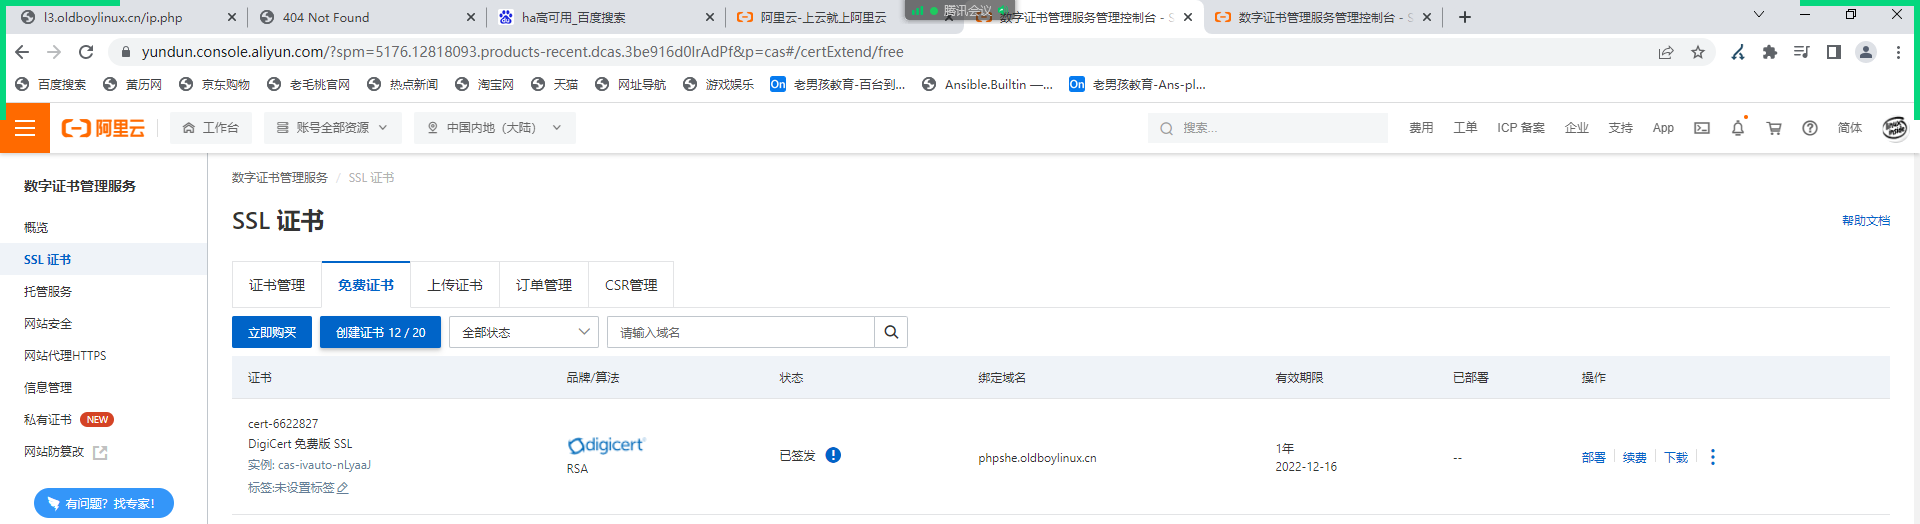 l3.oldboylinux.cn/ip.php
404 Not Found
ha高可用_百度搜索
阿里云-上云就上阿里云
腾讯会议
数字证书管理服务管理控制台 - S
数字证书管理服务管理控制台 - S
yundun.console.aliyun.com/?spm=5176.12818093.products-recent.dcas.3be916d0IrAdPf&p=cas#/certExtend/free
百度搜索
黄历网
京东购物
老毛桃官网
热点新闻
淘宝网
天猫
网址导航
游戏娱乐
On 老男孩教育-百台到...
Ansible.Builtin —...
On 老男孩教育-Ans-pl...
阿里云
工作台
账号全部资源
中国内地（大陆）
搜索...
费用
工单
ICP 备案
企业
支持
App
简体
数字证书管理服务
概览
SSL 证书
托管服务
网站安全
网站代理HTTPS
信息管理
私有证书 NEW
网站防篡改
有问题？找专家！
数字证书管理服务 / SSL 证书
SSL 证书
帮助文档
证书管理
免费证书
上传证书
订单管理
CSR管理
立即购买
创建证书 12 / 20
全部状态
请输入域名
证书
品牌/算法
状态
绑定域名
有效期限
已部署
操作
cert-6622827
DigiCert 免费版 SSL
实例: cas-ivauto-nLyaaJ
标签:未设置标签
digicert
RSA
已签发
phpshe.oldboylinux.cn
1年
2022-12-16
--
部署
续费
下载